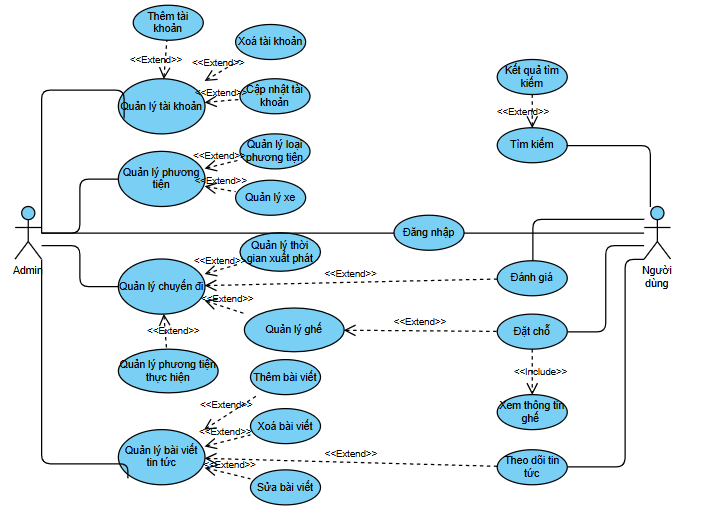 Thêm tài
khoản
<<Extend>>
Xoá tài khoản
<<Extend>>
Quản lý tài khoản
<<Extend>>
Cập nhật tài
khoản
Kết quả tìm
kiếm
<<Extend>>
Tìm kiếm
Quản lý phương
tiện
<<Extend>>
Quản lý loại
phương tiện
<<Extend>>
Quản lý xe
Admin
Đăng nhập
Người
dùng
Quản lý chuyến đi
<<Extend>>
Quản lý thời
gian xuất phát
<<Extend>>
Đánh giá
<<Extend>>
Quản lý ghế
<<Extend>>
Đặt chỗ
<<Extend>>
Quản lý phương tiện
thực hiện
<<Include>>
Xem thông tin
ghế
Thêm bài viết
<<Extend>>
Xoá bài viết
<<Extend>>
Quản lý bài viết
tin tức
<<Extend>>
Sửa bài viết
<<Extend>>
Theo dõi tin
tức